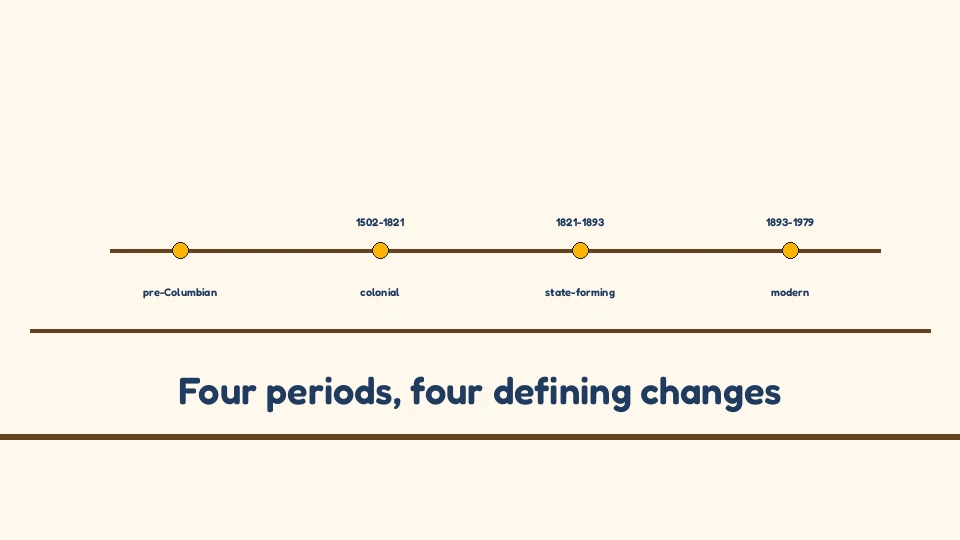 1502-1821
1821-1893
1893-1979
pre-Columbian
colonial
state-forming
modern
Four periods, four defining changes